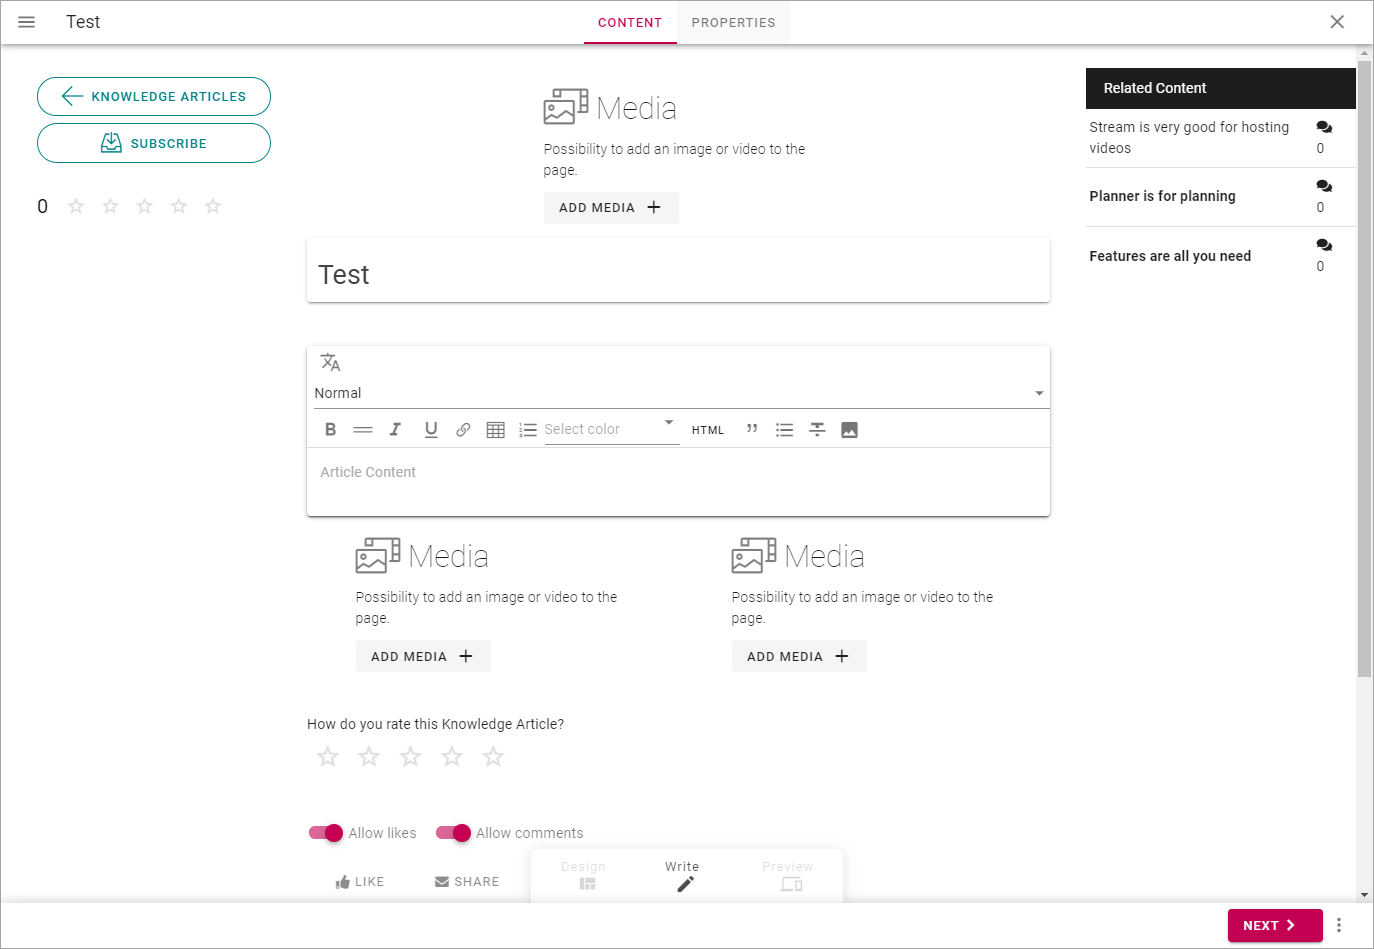 Test
CONTENT
PROPERTIES
KNOWLEDGE ARTICLES
SUBSCRIBE
0
Media
Possibility to add an image or video to the
page.
ADD MEDIA
Test
Normal
B
I
U
Select color
HTML
Article Content
Media
Possibility to add an image or video to the
page.
ADD MEDIA
Media
Possibility to add an image or video to the
page.
ADD MEDIA
How do you rate this Knowledge Article?
Allow likes
Allow comments
LIKE
SHARE
Design
Write
Preview
Related Content
Stream is very good for hosting
videos
0
Planner is for planning
0
Features are all you need
0
NEXT